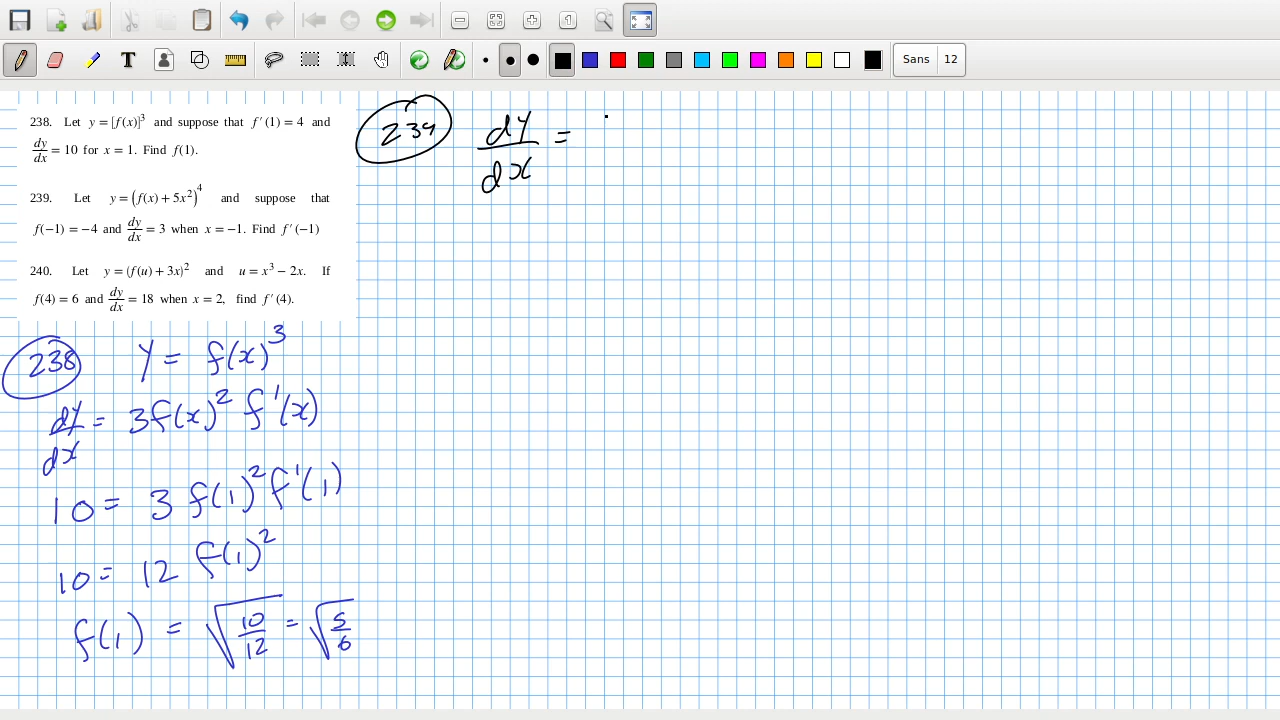 Sans 12
238. Let y = [f(x)]³ and suppose that f′(1) = 4 and
dy/dx = 10 for x = 1. Find f(1).
239. Let y = (f(x) + 5x²)⁴ and suppose that
f(−1) = −4 and dy/dx = 3 when x = −1. Find f′(−1)
240. Let y = (f(u) + 3x)² and u = x³ − 2x. If
f(4) = 6 and dy/dx = 18 when x = 2, find f′(4).
238 y = f(x)³
dy/dx = 3f(x)² f'(x)
10 = 3 f(1)² f'(1)
10 = 12 f(1)²
f(1) = √(10/12) = √(5/6)
239 dy/dx =